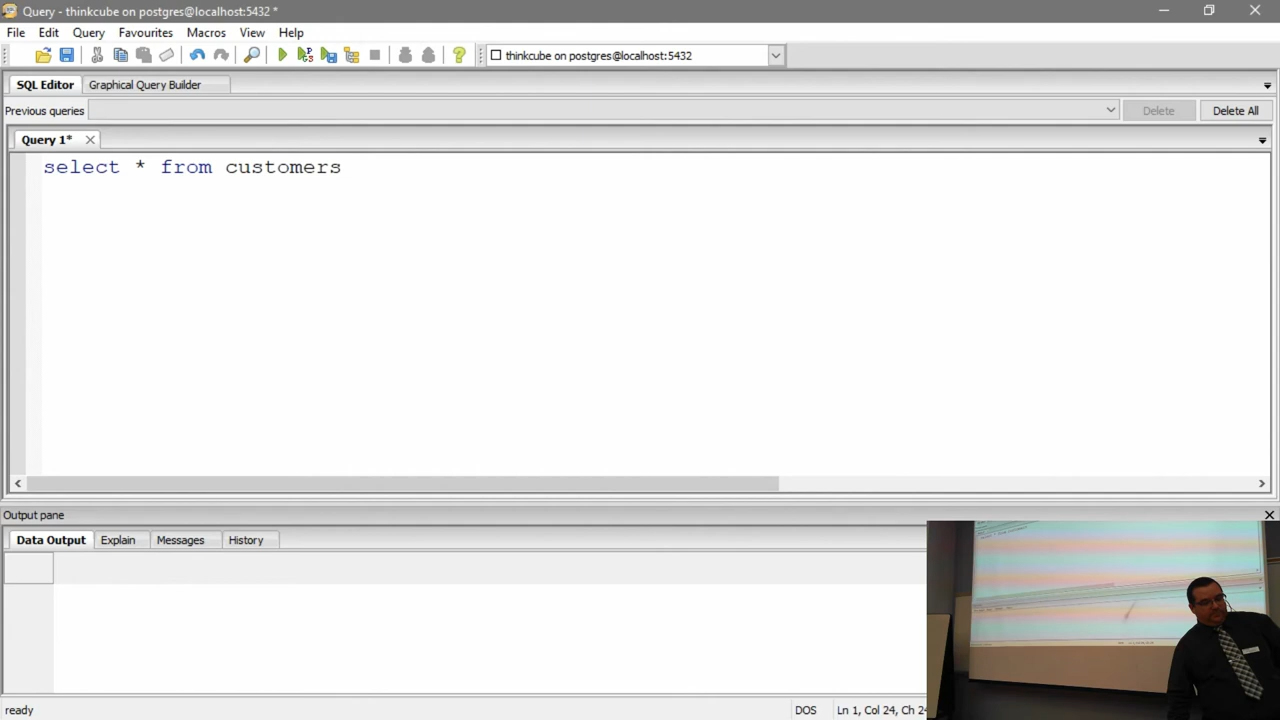 Query - thinkcube on postgres@localhost:5432 *
File Edit Query Favourites Macros View Help
thinkcube on postgres@localhost:5432
SQL Editor Graphical Query Builder
Previous queries Delete Delete All
Query 1*
select * from customers
Output pane
Data Output Explain Messages History
ready DOS Ln 1, Col 24, Ch 24